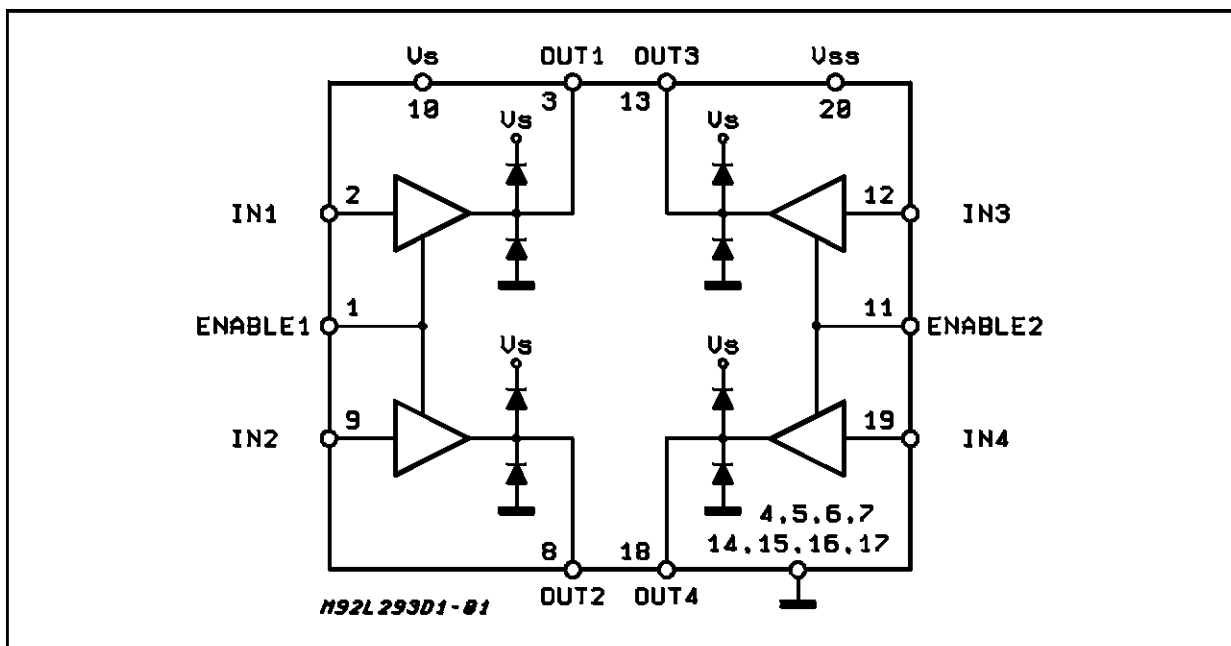 Vs OUT1 OUT3 Vss
10 3 13 20
Vs Vs
IN1 2 12 IN3
ENABLE1 1 11 ENABLE2
Vs Vs
IN2 9 19 IN4
4,5,6,7
8 18 14,15,16,17
OUT2 OUT4
M92L293D1-01